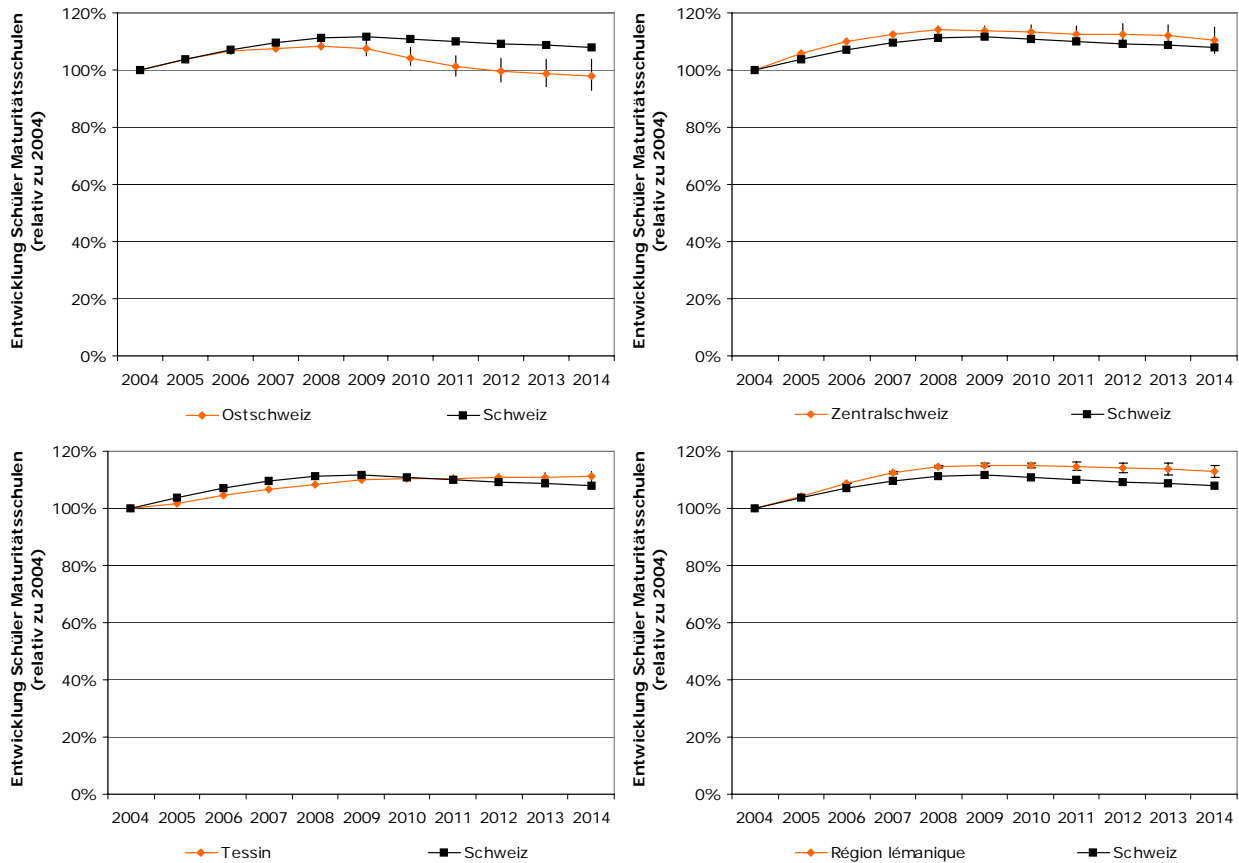 Entwicklung Schüler Maturitätsschulen
(relativ zu 2004)
120%
100%
80%
60%
40%
20%
0%
2004 2005 2006 2007 2008 2009 2010 2011 2012 2013 2014
Ostschweiz Schweiz
Entwicklung Schüler Maturitätsschulen
(relativ zu 2004)
120%
100%
80%
60%
40%
20%
0%
2004 2005 2006 2007 2008 2009 2010 2011 2012 2013 2014
Zentralschweiz Schweiz
Entwicklung Schüler Maturitätsschulen
(relativ zu 2004)
120%
100%
80%
60%
40%
20%
0%
2004 2005 2006 2007 2008 2009 2010 2011 2012 2013 2014
Tessin Schweiz
Entwicklung Schüler Maturitätsschulen
(relativ zu 2004)
120%
100%
80%
60%
40%
20%
0%
2004 2005 2006 2007 2008 2009 2010 2011 2012 2013 2014
Région lémanique Schweiz